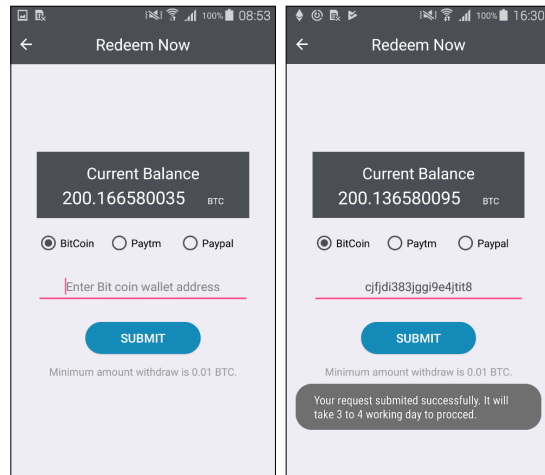 100% 08:53
Redeem Now
Current Balance
200.166580035 BTC
BitCoin Paytm Paypal
Enter Bit coin wallet address
SUBMIT
Minimum amount withdraw is 0.01 BTC.
100% 16:30
Redeem Now
Current Balance
200.136580095 BTC
BitCoin Paytm Paypal
cjfjdi383jggi9e4jtit8
SUBMIT
Minimum amount withdraw is 0.01 BTC.
Your request submited successfully. It will
take 3 to 4 working day to procced.